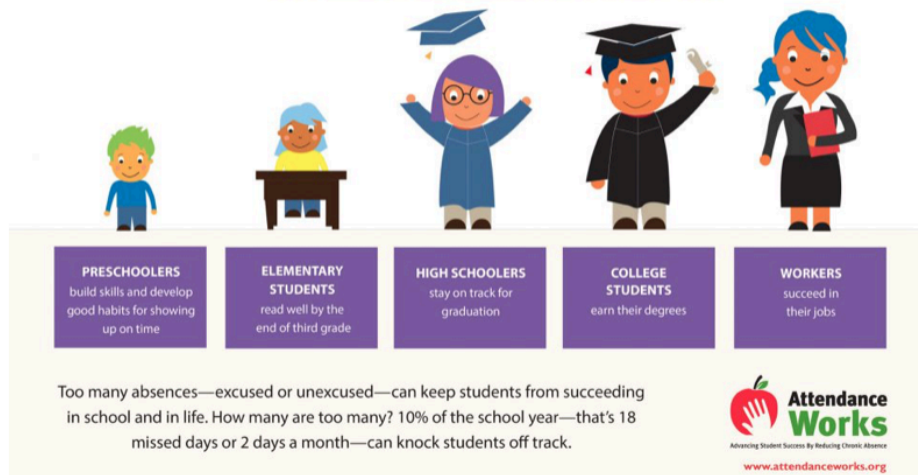 PRESCHOOLERS
build skills and develop
good habits for showing
up on time
ELEMENTARY
STUDENTS
read well by the
end of third grade
HIGH SCHOOLERS
stay on track for
graduation
COLLEGE
STUDENTS
earn their degrees
WORKERS
succeed in
their jobs
Too many absences—excused or unexcused—can keep students from succeeding
in school and in life. How many are too many? 10% of the school year—that’s 18
missed days or 2 days a month—can knock students off track.
Attendance
Works
Advancing Student Success By Reducing Chronic Absence
www.attendanceworks.org